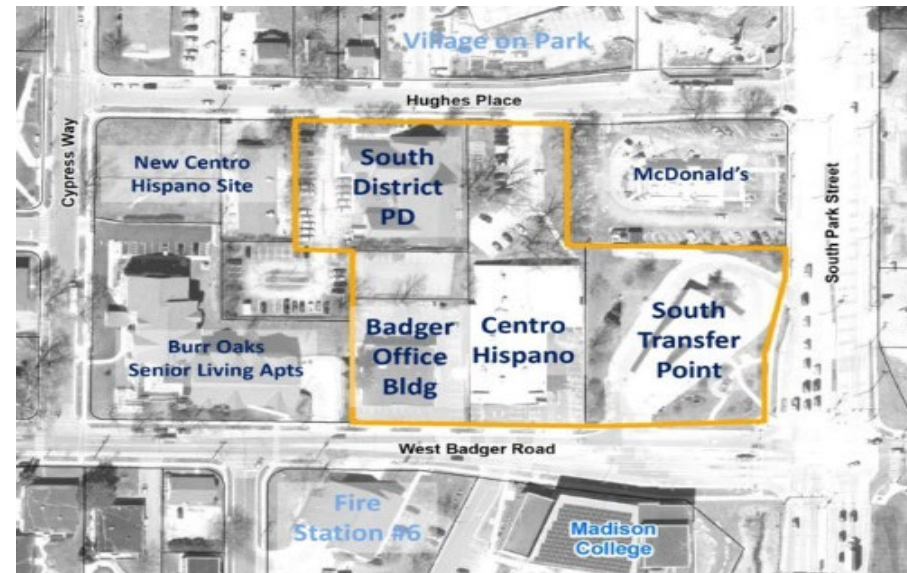 Village on Park
Hughes Place
Cypress Way
New Centro
Hispano Site
South
District
PD
McDonald's
South Park Street
Burr Oaks
Senior Living Apts
Badger
Office
Bldg
Centro
Hispano
South
Transfer
Point
West Badger Road
Fire
Station #6
Madison
College